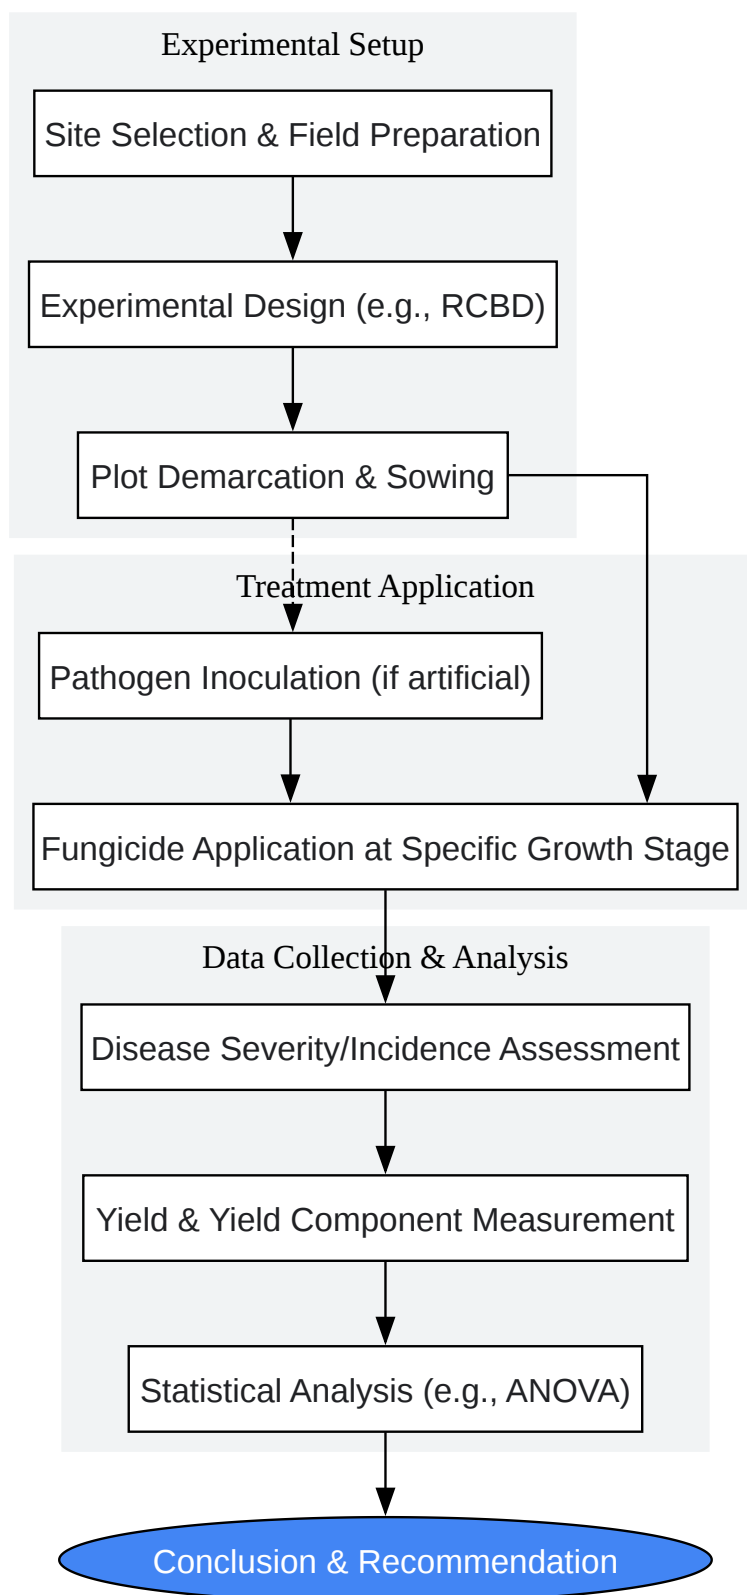 Experimental Setup
Site Selection & Field Preparation
Experimental Design (e.g., RCBD)
Plot Demarcation & Sowing
Treatment Application
Pathogen Inoculation (if artificial)
Fungicide Application at Specific Growth Stage
Data Collection & Analysis
Disease Severity/Incidence Assessment
Yield & Yield Component Measurement
Statistical Analysis (e.g., ANOVA)
Conclusion & Recommendation